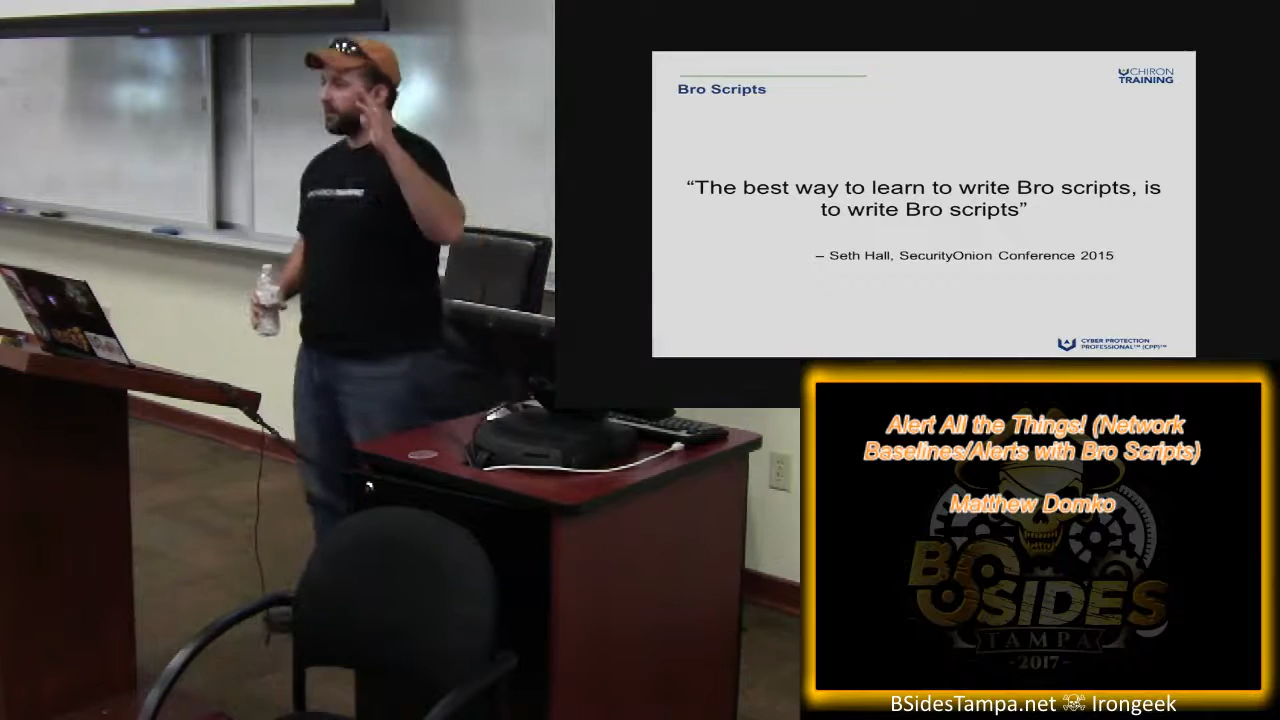 Bro Scripts
CHIRON
TRAINING
“The best way to learn to write Bro scripts, is
to write Bro scripts”
– Seth Hall, SecurityOnion Conference 2015
CYBER PROTECTION
PROFESSIONAL™ (CPP)™
Alert All the Things! (Network
Baselines/Alerts with Bro Scripts)
Matthew Domko
BSIDES
TAMPA
-2017-
BSidesTampa.net Irongeek